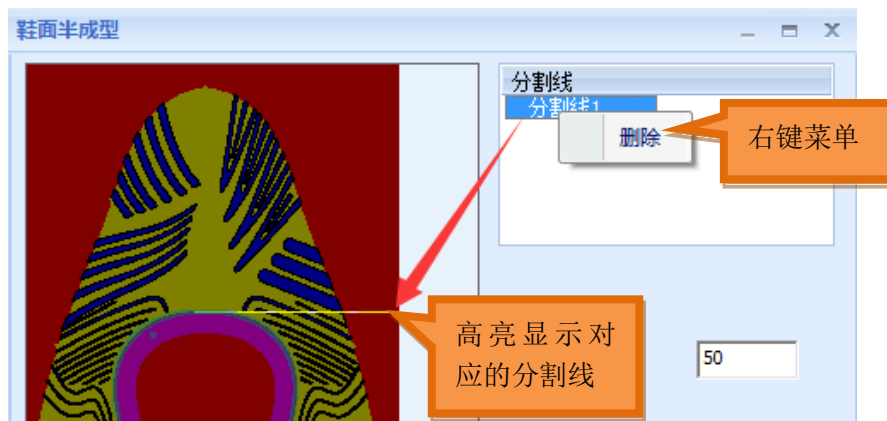 鞋面半成型
分割线
分割线1
删除
右键菜单
高亮显示对
应的分割线
50